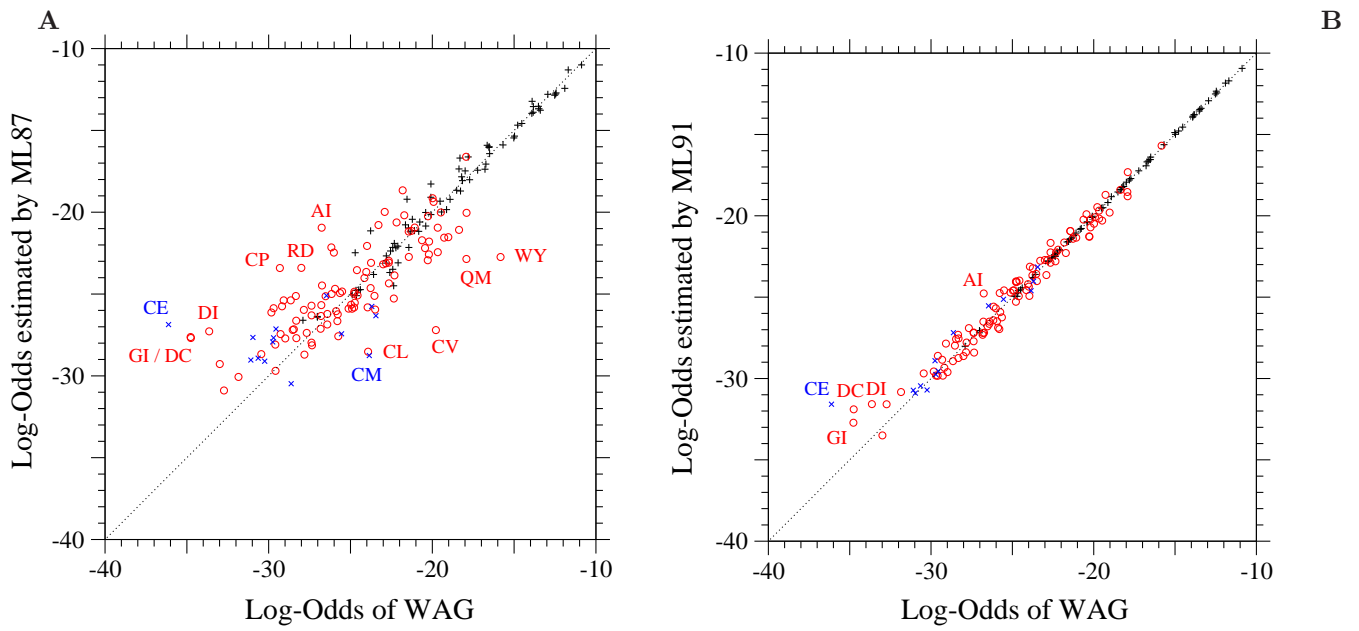 A
B
-10
-20
-30
-40
-40
-30
-20
-10
Log-Odds estimated by ML87
Log-Odds of WAG
AI
CP
RD
CE
DI
GI / DC
WY
QM
CV
CL
CM
-10
-20
-30
-40
-40
-30
-20
-10
Log-Odds estimated by ML91
Log-Odds of WAG
AI
CE
DC
DI
GI